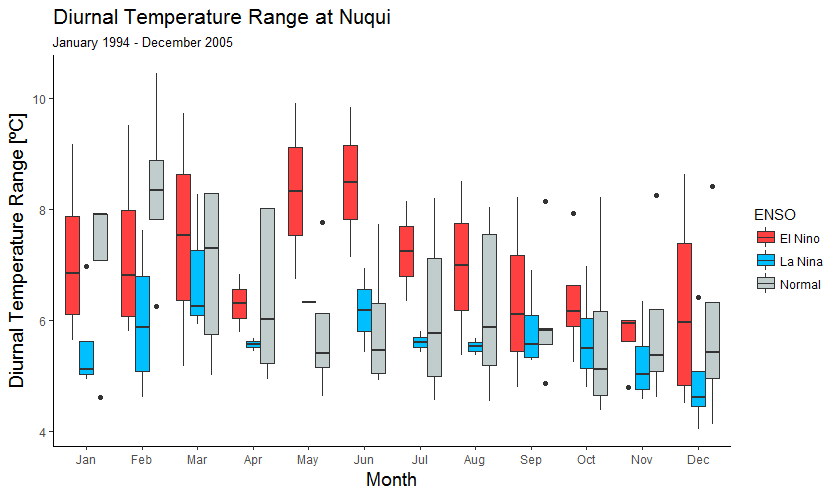 Diurnal Temperature Range at Nuqui
January 1994 - December 2005
Diurnal Temperature Range [ºC]
10
8
6
4
Jan Feb Mar Apr May Jun Jul Aug Sep Oct Nov Dec
Month
ENSO
El Nino
La Nina
Normal